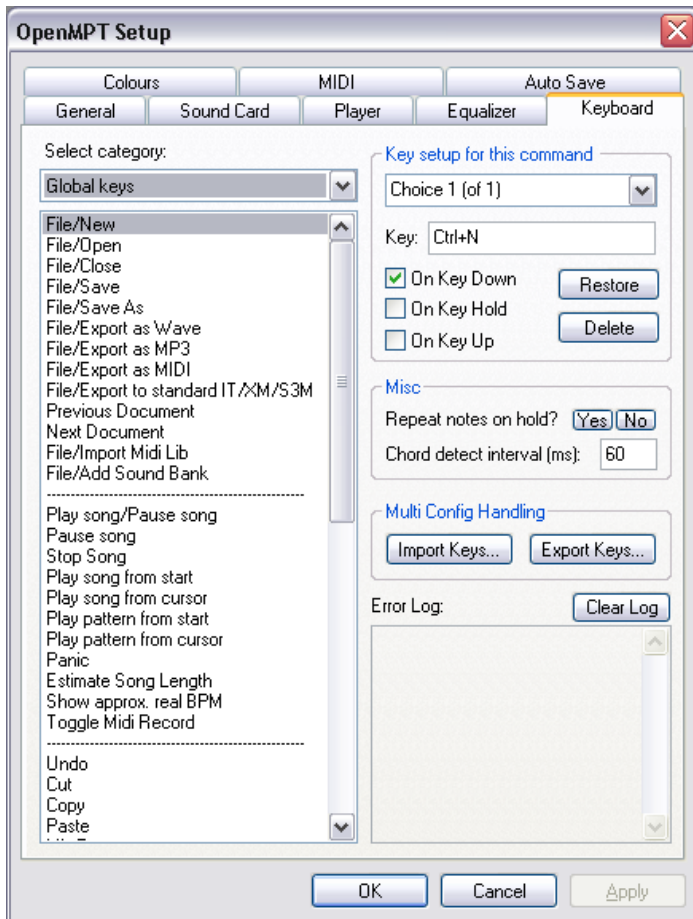 OpenMPT Setup
Colours
MIDI
Auto Save
General
Sound Card
Player
Equalizer
Keyboard
Select category:
Global keys
File/New
File/Open
File/Close
File/Save
File/Save As
File/Export as Wave
File/Export as MP3
File/Export as MIDI
File/Export to standard IT/XM/S3M
Previous Document
Next Document
File/Import Midi Lib
File/Add Sound Bank
------------------------------------------------------
Play song/Pause song
Pause song
Stop Song
Play song from start
Play song from cursor
Play pattern from start
Play pattern from cursor
Panic
Estimate Song Length
Show approx. real BPM
Toggle Midi Record
------------------------------------------------------
Undo
Cut
Copy
Paste
Key setup for this command
Choice 1 (of 1)
Key: Ctrl+N
On Key Down
On Key Hold
On Key Up
Restore
Delete
Misc
Repeat notes on hold? Yes No
Chord detect interval (ms): 60
Multi Config Handling
Import Keys... Export Keys...
Error Log: Clear Log
OK Cancel Apply